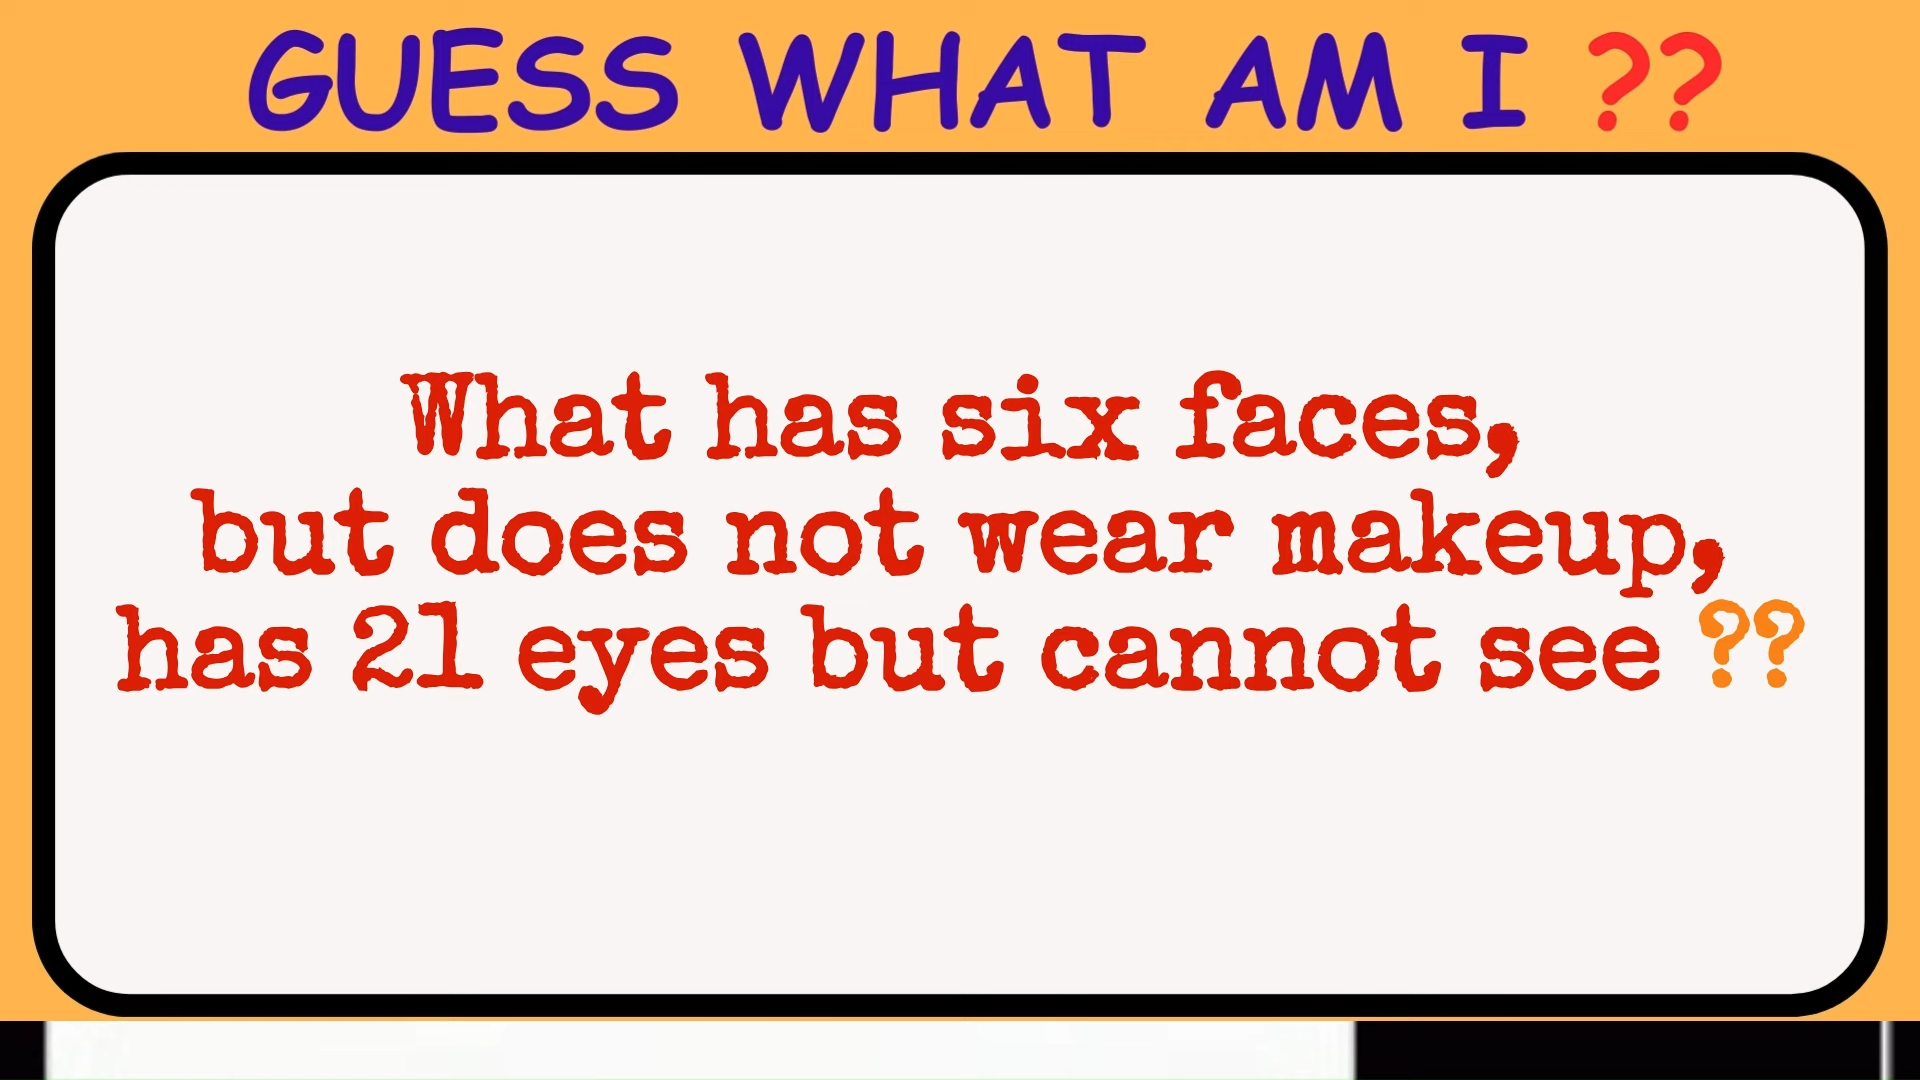 GUESS WHAT AM I ??
What has six faces,
but does not wear makeup,
has 21 eyes but cannot see ??